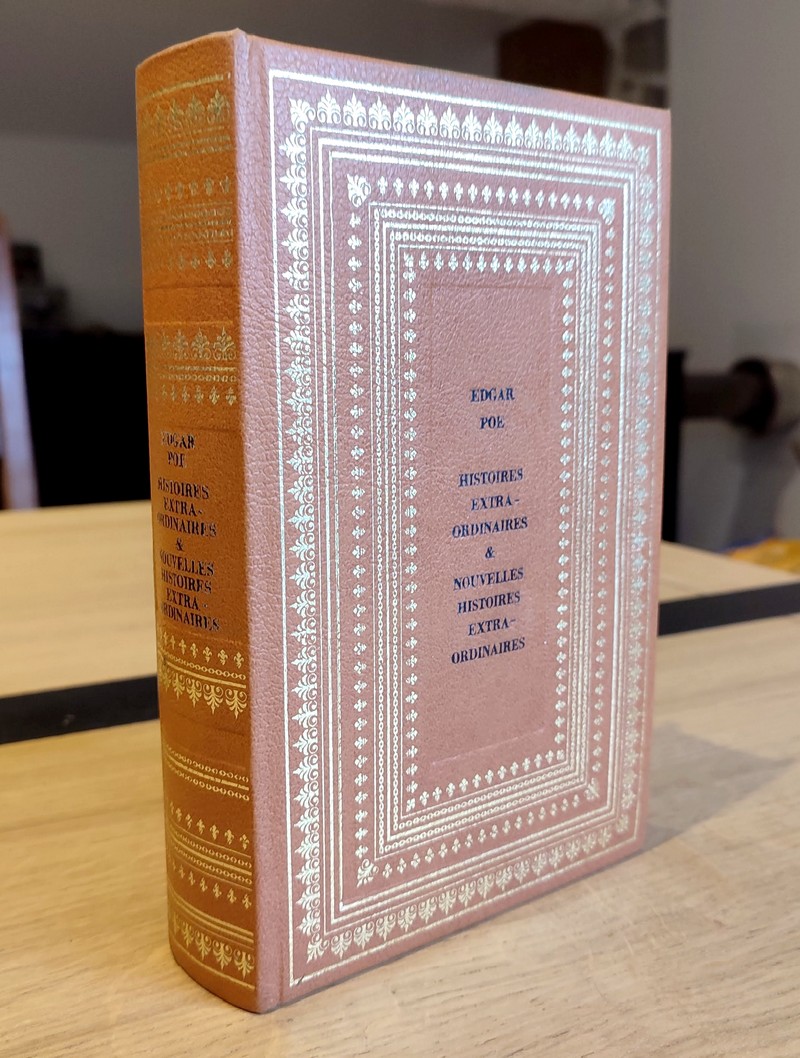 EDGAR
POE
HISTOIRES
EXTRA-
ORDINAIRES
&
NOUVELLES
HISTOIRES
EXTRA-
ORDINAIRES
EDGAR
POE
HISTOIRES
EXTRA-
ORDINAIRES
&
NOUVELLES
HISTOIRES
EXTRA-
ORDINAIRES